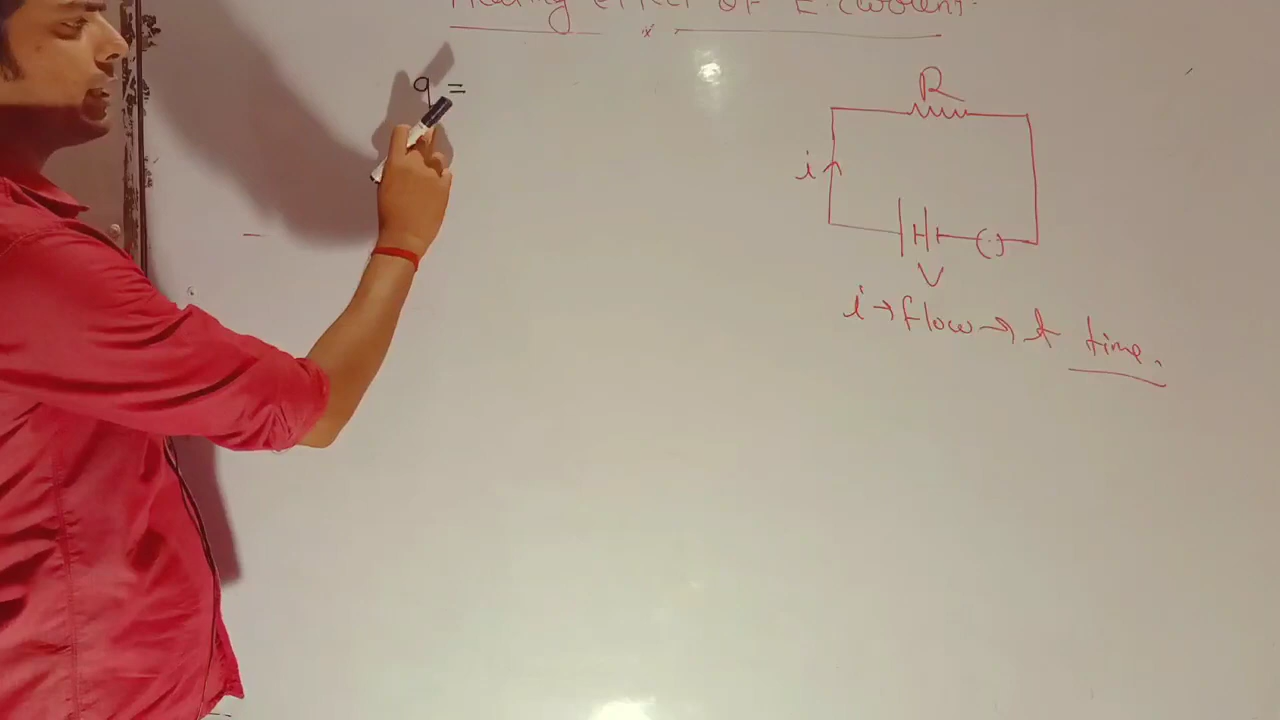 Heating effect of E. Current.
q =
R
i
V
i → flow → t time.